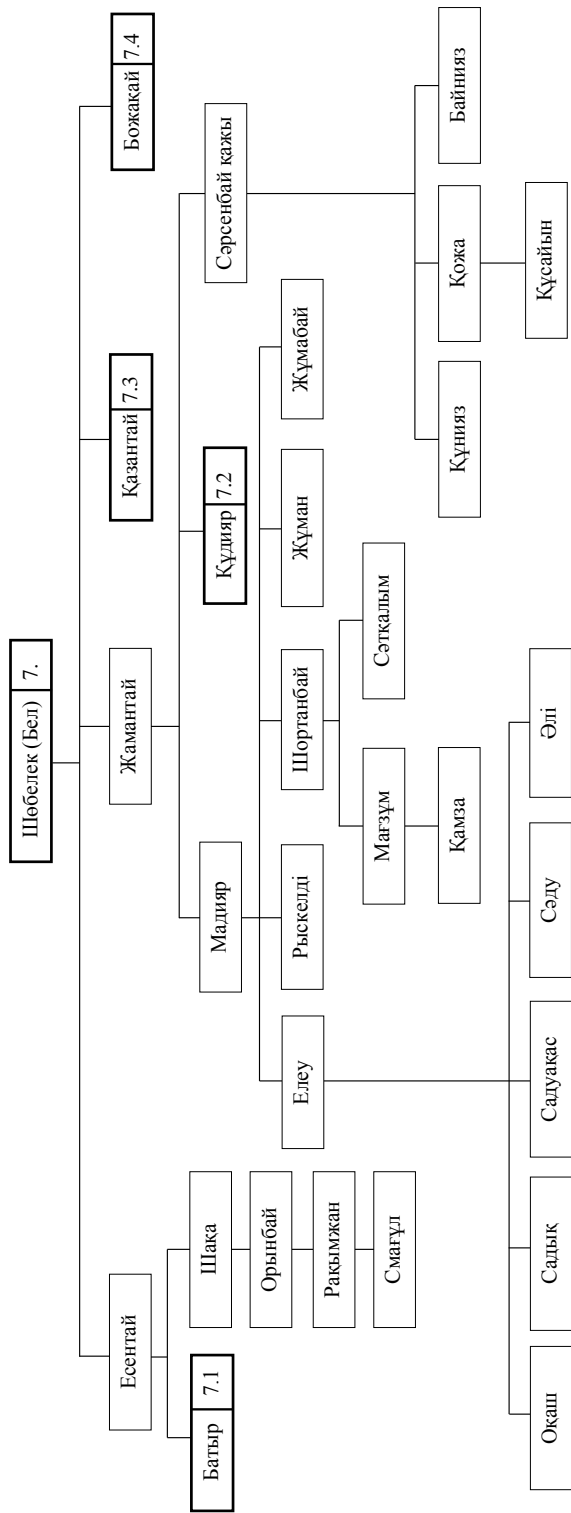 Шөбелек (Бел) 7.
Есентай
Жамантай
Қазантай 7.3
Божақай 7.4
Батыр 7.1
Шақа
Мадияр
Құдияр 7.2
Сәрсенбай қажы
Орынбай
Елеу
Рыскелді
Шортанбай
Жұман
Жұмабай
Рақымжан
Мағзұм
Сәтқалым
Құнияз
Қожа
Байнияз
Смағұл
Қамза
Құсайын
Оқаш
Садық
Садуақас
Сәду
Әлі